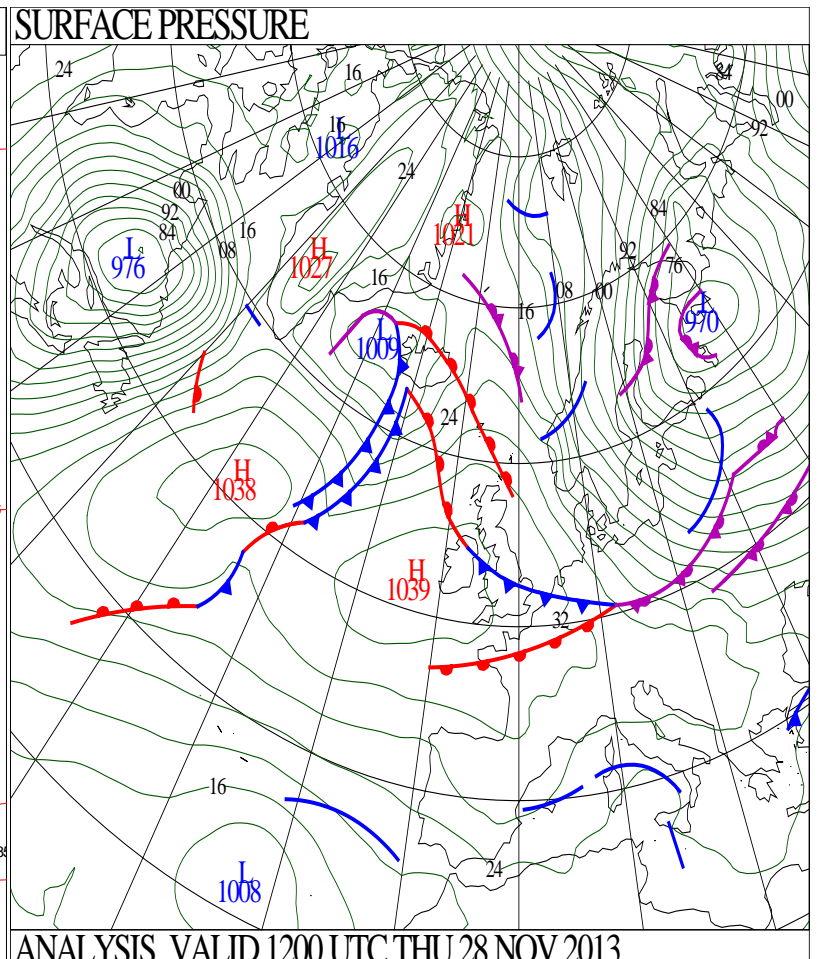 SURFACE PRESSURE
24
16
84
00
92
16
L
1016
24
00
92
84
16
08
L
976
H
1027
H
1021
84
92
76
16
08
00
16
L
970
L
1009
24
H
1038
H
1039
32
16
L
1008
24
ANALYSIS VALID 1200 UTC THU 28 NOV 2013